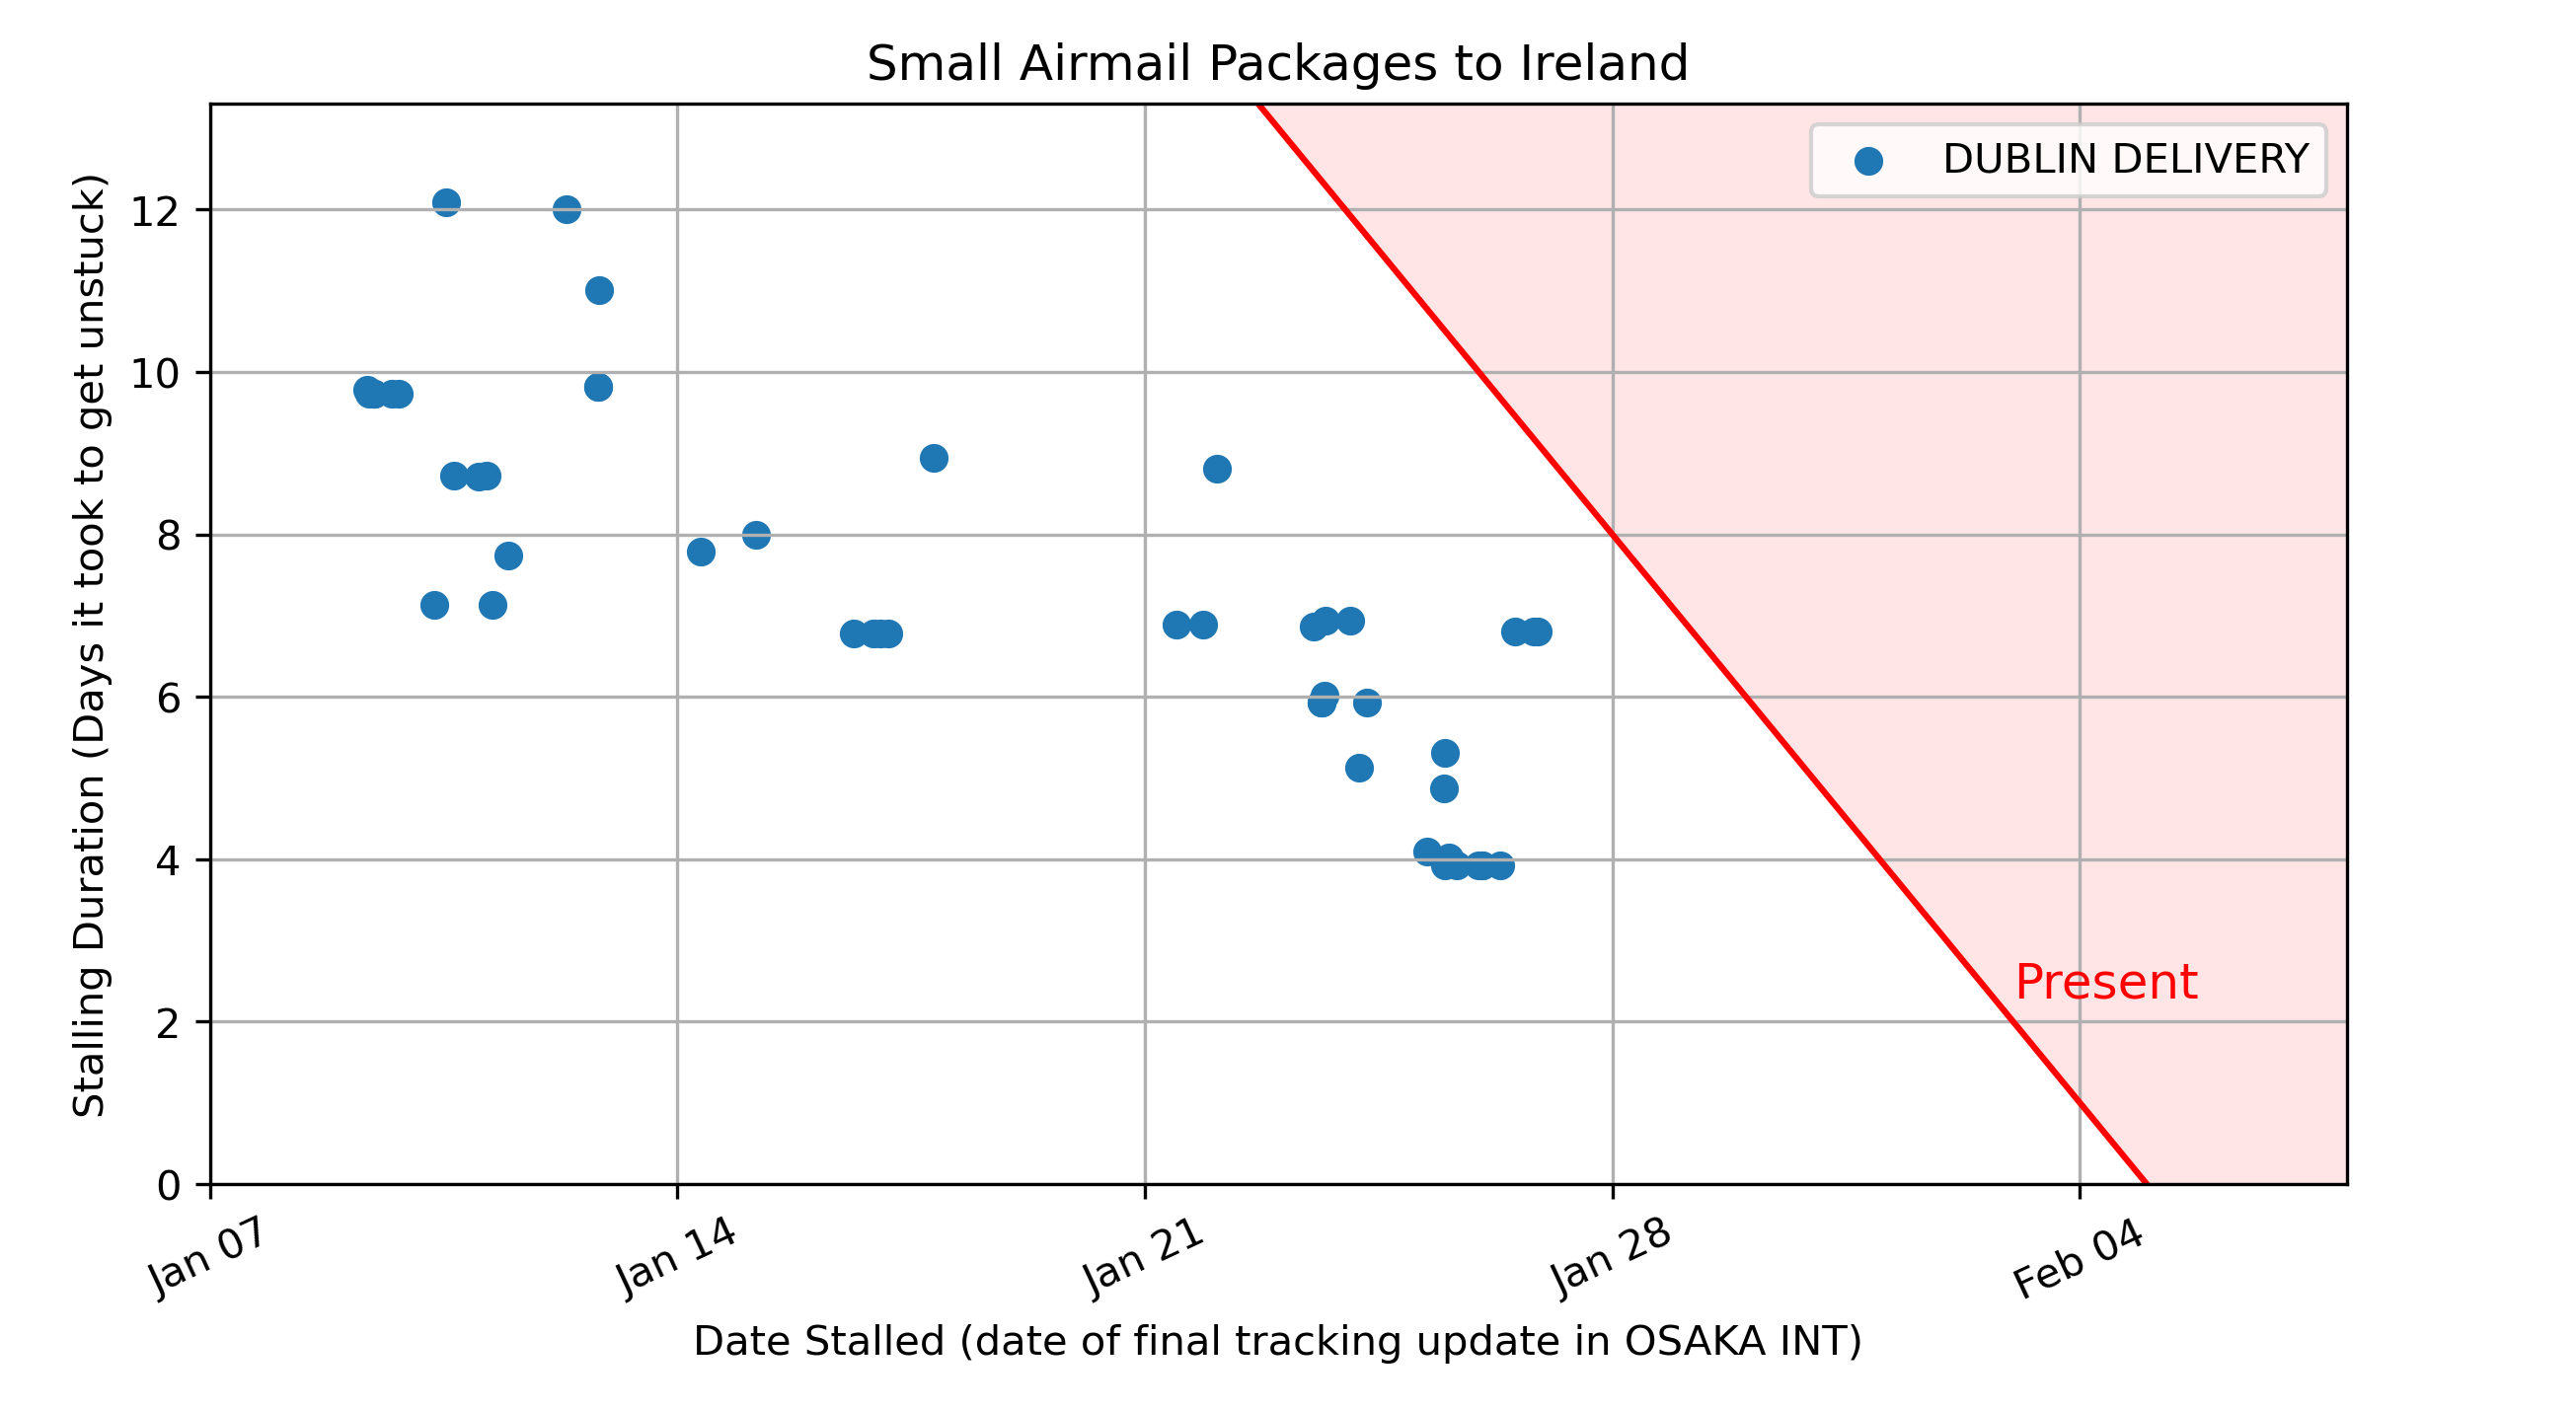 Small Airmail Packages to Ireland
DUBLIN DELIVERY
Stalling Duration (Days it took to get unstuck)
12
10
8
6
4
2
0
Present
Jan 07
Jan 14
Jan 21
Jan 28
Feb 04
Date Stalled (date of final tracking update in OSAKA INT)